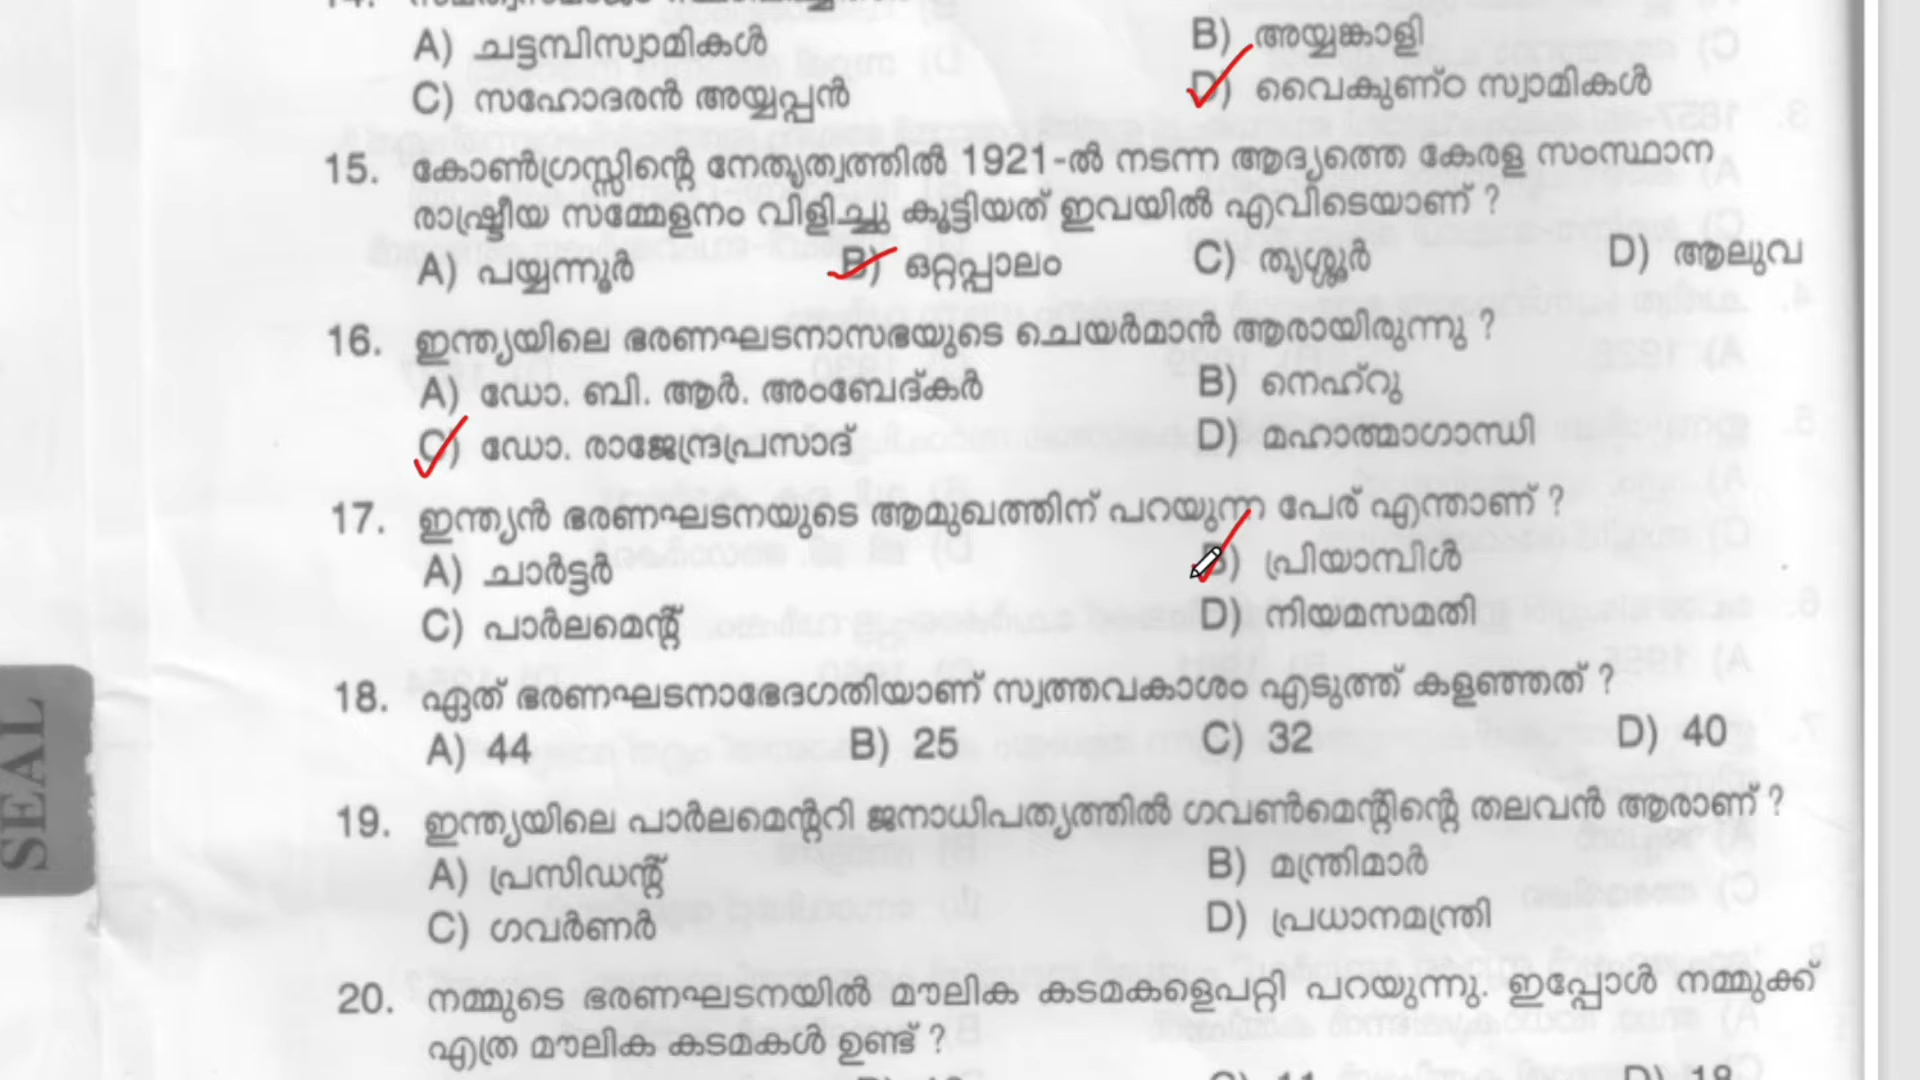 14.
A) ചട്ടമ്പിസ്വാമികൾ B) അയ്യങ്കാളി
C) സഹോദരൻ അയ്യപ്പൻ D) വൈകുണ്ഠ സ്വാമികൾ
15. കോൺഗ്രസ്സിന്റെ നേതൃത്വത്തിൽ 1921-ൽ നടന്ന ആദ്യത്തെ കേരള സംസ്ഥാന
രാഷ്ട്രീയ സമ്മേളനം വിളിച്ചു കൂട്ടിയത് ഇവയിൽ എവിടെയാണ് ?
A) പയ്യന്നൂർ B) ഒറ്റപ്പാലം C) തൃശ്ശൂർ D) ആലുവ
16. ഇന്ത്യയിലെ ഭരണഘടനാസഭയുടെ ചെയർമാൻ ആരായിരുന്നു ?
A) ഡോ. ബി. ആർ. അംബേദ്കർ B) നെഹ്റു
C) ഡോ. രാജേന്ദ്രപ്രസാദ് D) മഹാത്മാഗാന്ധി
17. ഇന്ത്യൻ ഭരണഘടനയുടെ ആമുഖത്തിന് പറയുന്ന പേര് എന്താണ് ?
A) ചാർട്ടർ B) പ്രിയാമ്പിൾ
C) പാർലമെന്റ് D) നിയമസമതി
18. ഏത് ഭരണഘടനാഭേദഗതിയാണ് സ്വത്തവകാശം എടുത്ത് കളഞ്ഞത് ?
A) 44 B) 25 C) 32 D) 40
19. ഇന്ത്യയിലെ പാർലമെന്ററി ജനാധിപത്യത്തിൽ ഗവൺമെന്റിന്റെ തലവൻ ആരാണ് ?
A) പ്രസിഡന്റ് B) മന്ത്രിമാർ
C) ഗവർണർ D) പ്രധാനമന്ത്രി
20. നമ്മുടെ ഭരണഘടനയിൽ മൗലിക കടമകളെപറ്റി പറയുന്നു. ഇപ്പോൾ നമ്മുക്ക്
എത്ര മൗലിക കടമകൾ ഉണ്ട് ?
SEAL